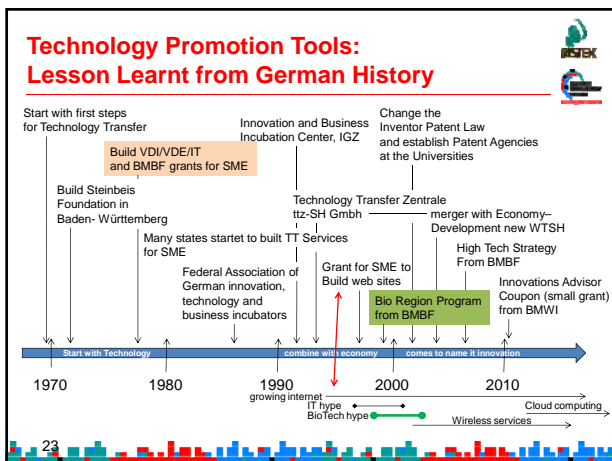 Technology Promotion Tools:
Lesson Learnt from German History
Start with first steps
for Technology Transfer
Innovation and Business
Incubation Center, IGZ
Change the
Inventor Patent Law
and establish Patent Agencies
at the Universities
Build VDI/VDE/IT
and BMBF grants for SME
Build Steinbeis
Foundation in
Baden- Württemberg
Technology Transfer Zentrale
ttz-SH Gmbh
merger with Economy–
Development new WTSH
Many states startet to built TT Services
for SME
High Tech Strategy
From BMBF
Federal Association of
German innovation,
technology and
business incubators
Grant for SME to
Build web sites
Bio Region Program
from BMBF
Innovations Advisor
Coupon (small grant)
from BMWI
Start with Technology
combine with economy
comes to name it innovation
1970
1980
1990
2000
2010
growing internet
IT hype
BioTech hype
Cloud computing
Wireless services
23